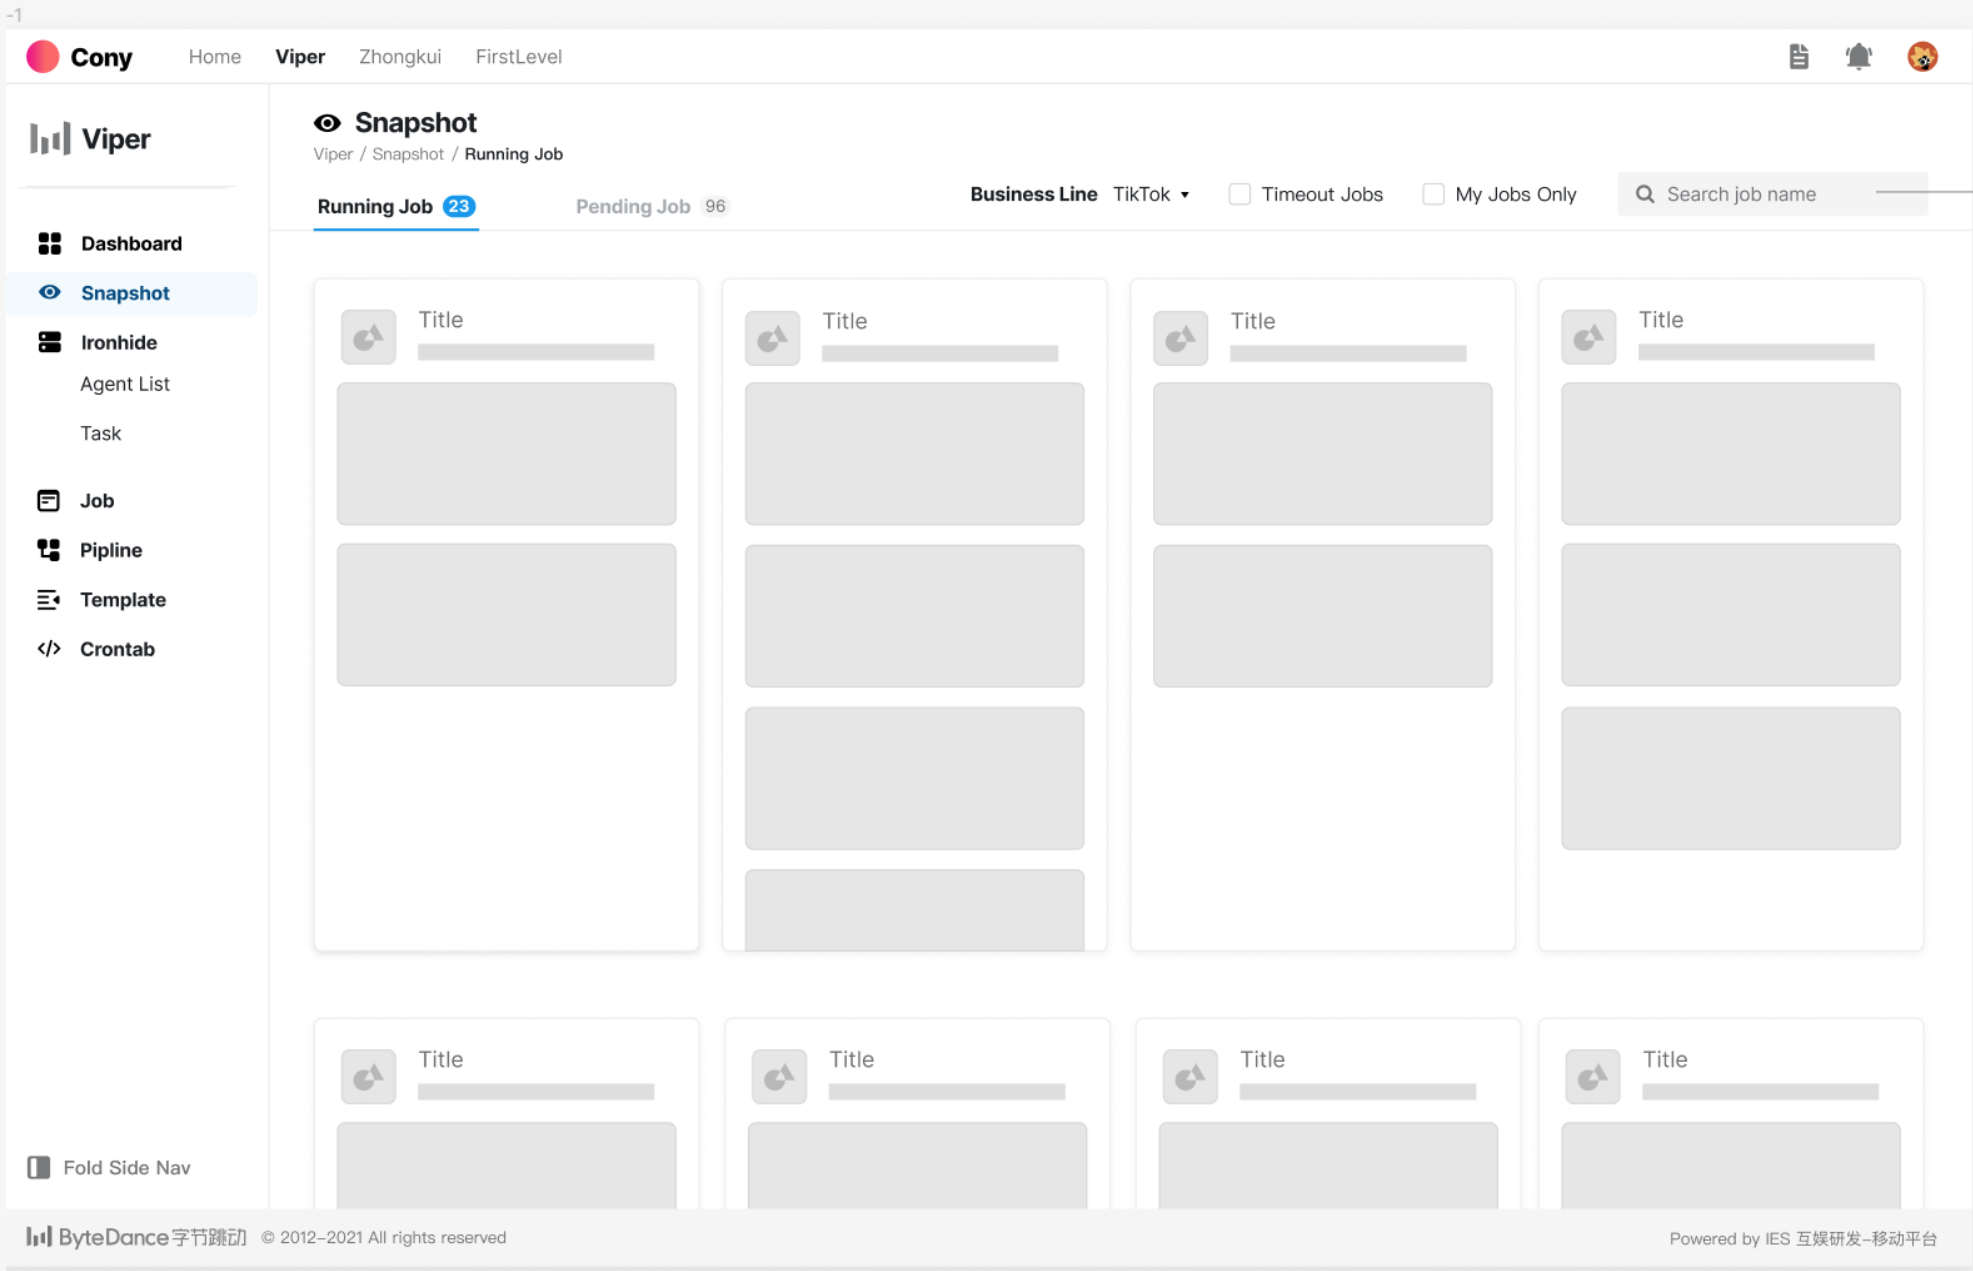 -1
Cony Home Viper Zhongkui FirstLevel
Viper
Snapshot
Viper / Snapshot / Running Job
Running Job 23 Pending Job 96 Business Line TikTok Timeout Jobs My Jobs Only Search job name
Dashboard
Snapshot
Ironhide
Agent List
Task
Job
Pipline
Template
Crontab
Title Title Title Title
Title Title Title Title
Fold Side Nav
ByteDance字节跳动 © 2012–2021 All rights reserved Powered by IES 互娱研发–移动平台